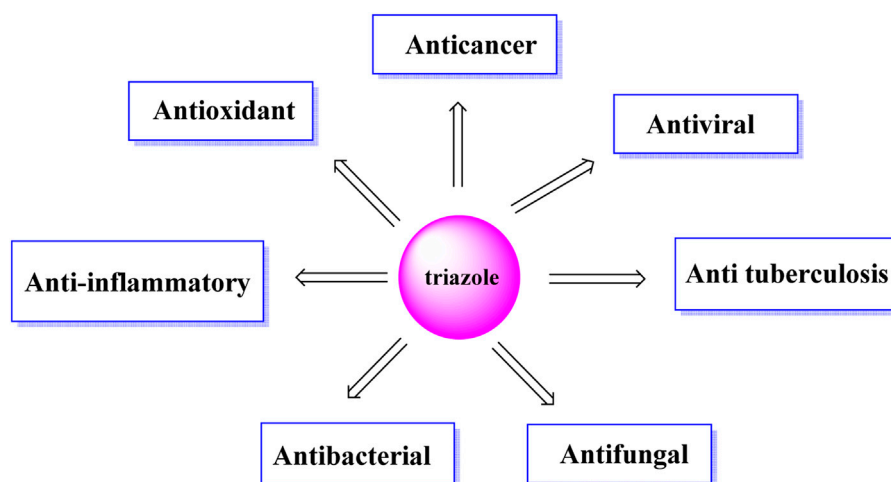 Anticancer
Antioxidant
Antiviral
Anti-inflammatory
triazole
Anti tuberculosis
Antibacterial
Antifungal